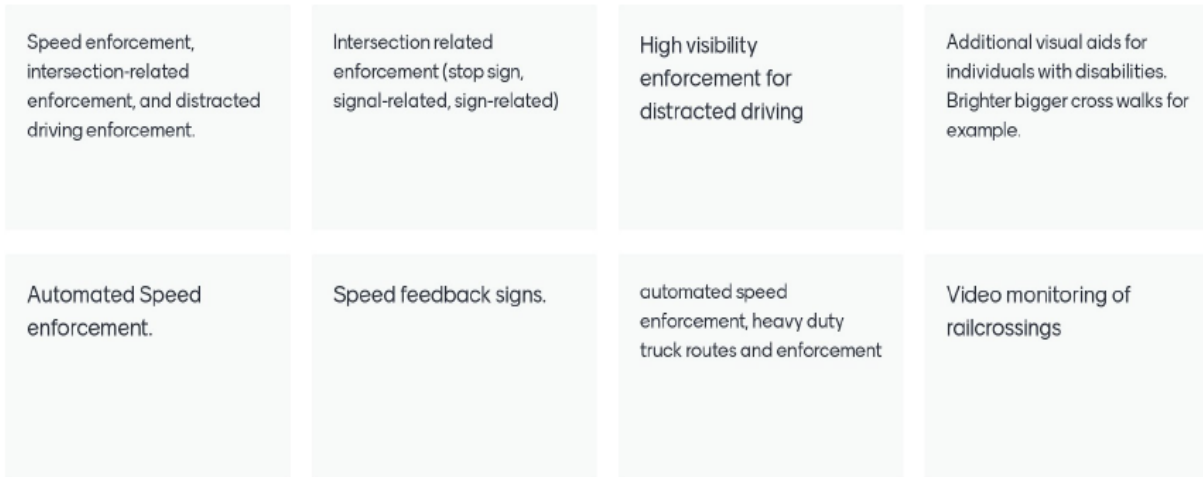 Speed enforcement,
intersection-related
enforcement, and distracted
driving enforcement.
Intersection related
enforcement (stop sign,
signal-related, sign-related)
High visibility
enforcement for
distracted driving
Additional visual aids for
individuals with disabilities.
Brighter bigger cross walks for
example.
Automated Speed
enforcement.
Speed feedback signs.
automated speed
enforcement, heavy duty
truck routes and enforcement
Video monitoring of
railcrossings